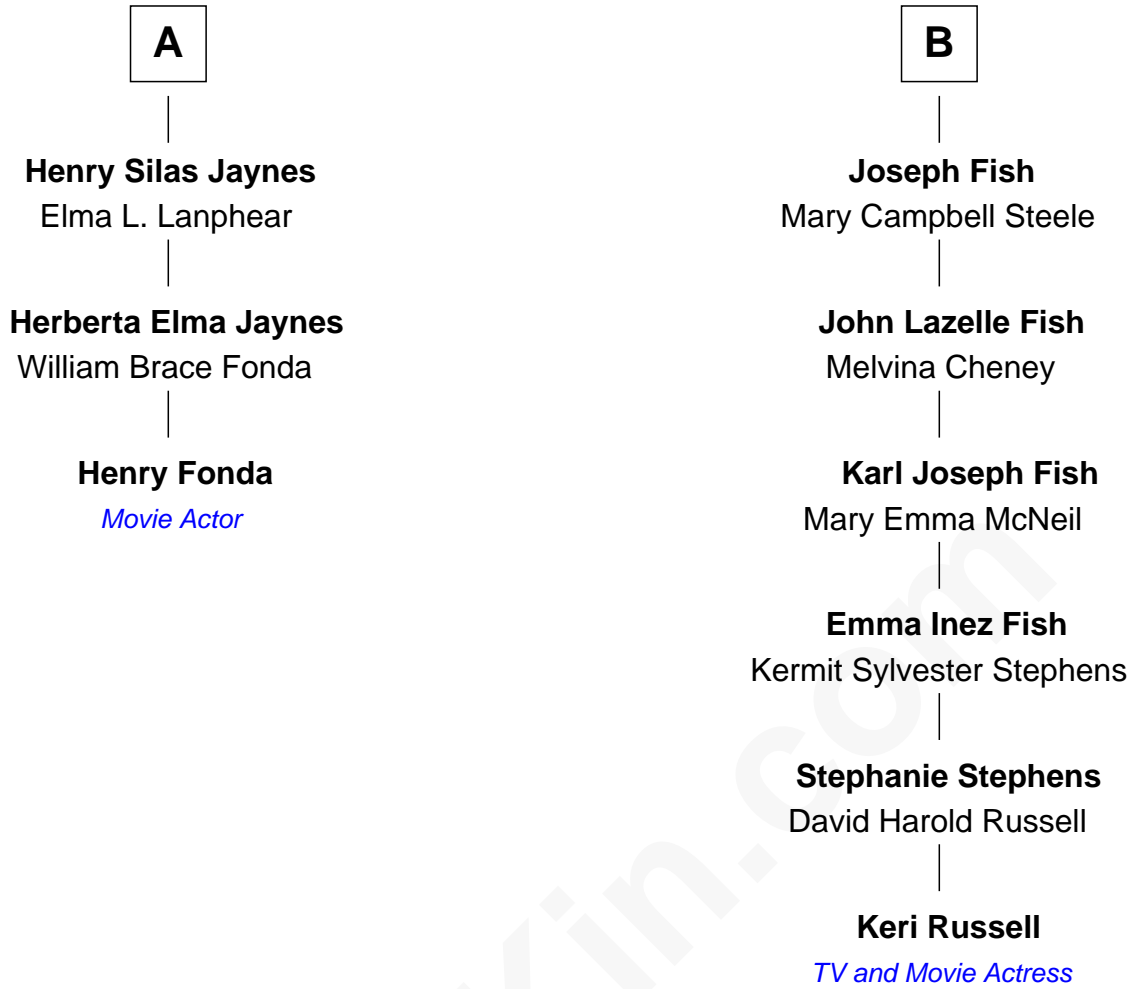 A
Henry Silas Jaynes
Elma L. Lanphear
Herberta Elma Jaynes
William Brace Fonda
Henry Fonda
Movie Actor
B
Joseph Fish
Mary Campbell Steele
John Lazelle Fish
Melvina Cheney
Karl Joseph Fish
Mary Emma McNeil
Emma Inez Fish
Kermit Sylvester Stephens
Stephanie Stephens
David Harold Russell
Keri Russell
TV and Movie Actress
Kin.com